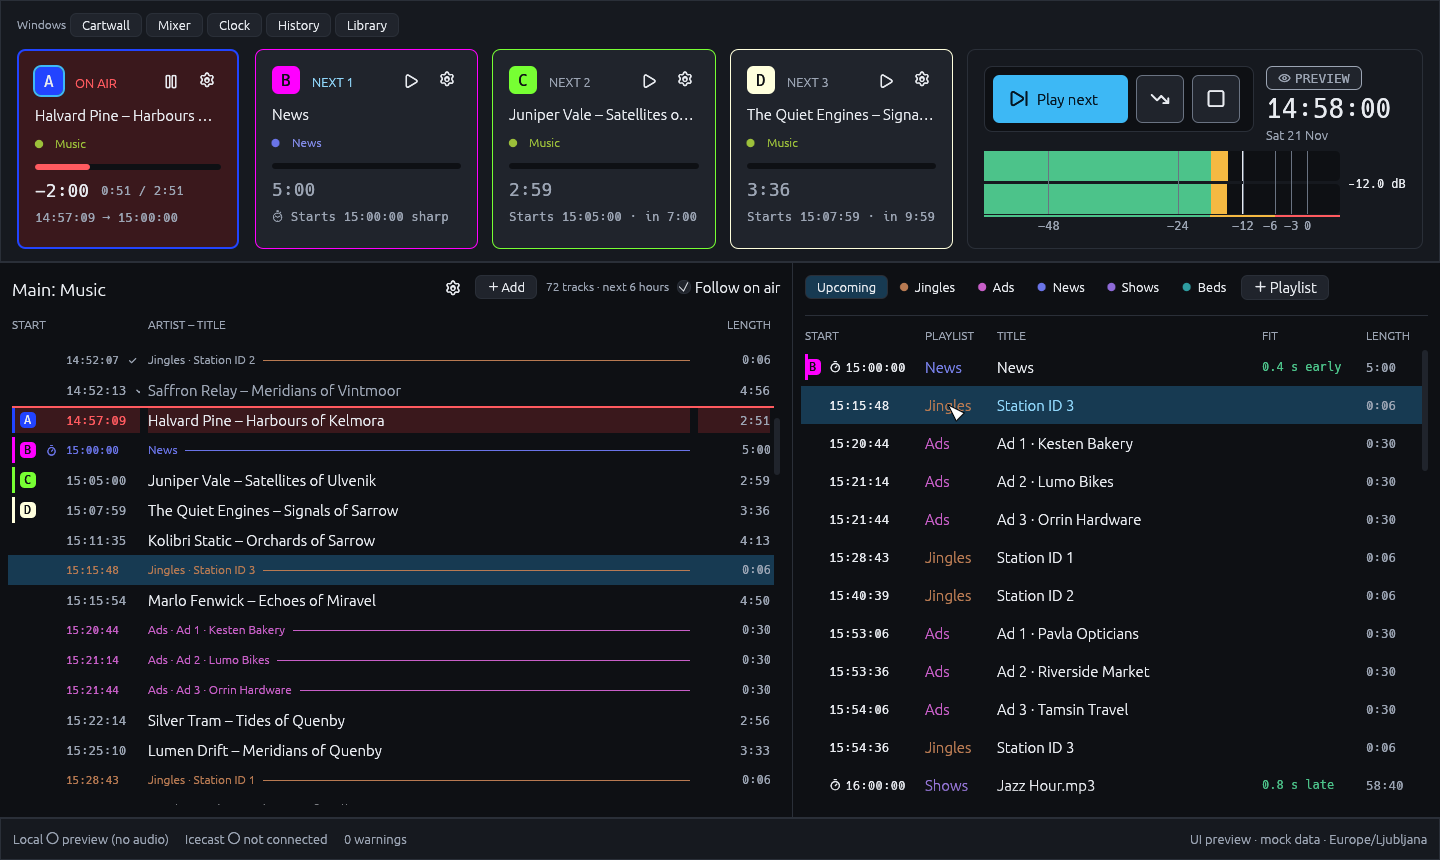 Windows Cartwall Mixer Clock History Library
A ON AIR
Halvard Pine – Harbours ...
Music
−2:00 0:51 / 2:51
14:57:09 → 15:00:00
B NEXT 1
News
News
5:00
Starts 15:00:00 sharp
C NEXT 2
Juniper Vale – Satellites o...
Music
2:59
Starts 15:05:00 · in 7:00
D NEXT 3
The Quiet Engines – Signa...
Music
3:36
Starts 15:07:59 · in 9:59
Play next
PREVIEW
14:58:00
Sat 21 Nov
-12.0 dB
−48 −24 −12 −6 −3 0
Main: Music
+ Add
72 tracks · next 6 hours
Follow on air
START ARTIST – TITLE LENGTH
14:52:07 Jingles · Station ID 2 0:06
14:52:13 Saffron Relay – Meridians of Vintmoor 4:56
A 14:57:09 Halvard Pine – Harbours of Kelmora 2:51
B 15:00:00 News 5:00
C 15:05:00 Juniper Vale – Satellites of Ulvenik 2:59
D 15:07:59 The Quiet Engines – Signals of Sarrow 3:36
15:11:35 Kolibri Static – Orchards of Sarrow 4:13
15:15:48 Jingles · Station ID 3 0:06
15:15:54 Marlo Fenwick – Echoes of Miravel 4:50
15:20:44 Ads · Ad 1 · Kesten Bakery 0:30
15:21:14 Ads · Ad 2 · Lumo Bikes 0:30
15:21:44 Ads · Ad 3 · Orrin Hardware 0:30
15:22:14 Silver Tram – Tides of Quenby 2:56
15:25:10 Lumen Drift – Meridians of Quenby 3:33
15:28:43 Jingles · Station ID 1 0:06
Upcoming Jingles Ads News Shows Beds + Playlist
START PLAYLIST TITLE FIT LENGTH
B 15:00:00 News News 0.4 s early 5:00
15:15:48 Jingles Station ID 3 0:06
15:20:44 Ads Ad 1 · Kesten Bakery 0:30
15:21:14 Ads Ad 2 · Lumo Bikes 0:30
15:21:44 Ads Ad 3 · Orrin Hardware 0:30
15:28:43 Jingles Station ID 1 0:06
15:40:39 Jingles Station ID 2 0:06
15:53:06 Ads Ad 1 · Pavla Opticians 0:30
15:53:36 Ads Ad 2 · Riverside Market 0:30
15:54:06 Ads Ad 3 · Tamsin Travel 0:30
15:54:36 Jingles Station ID 3 0:06
16:00:00 Shows Jazz Hour.mp3 0.8 s late 58:40
Local preview (no audio) Icecast not connected 0 warnings
UI preview · mock data · Europe/Ljubljana